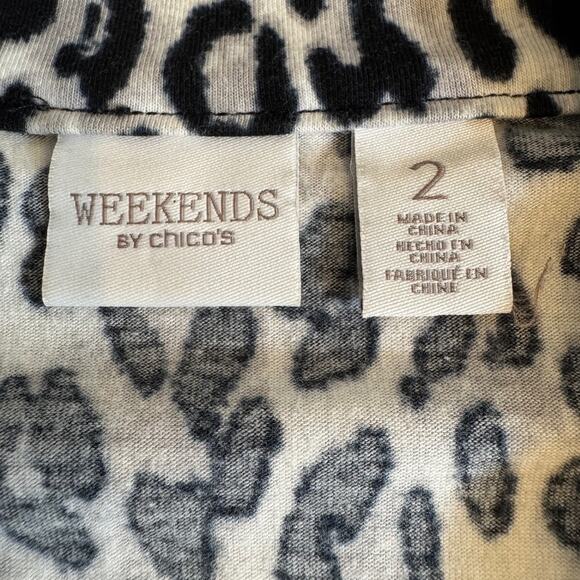 WEEKENDS
BY chico's
2
MADE IN
CHINA
HECHO EN
CHINA
FABRIQUÉ EN
CHINE